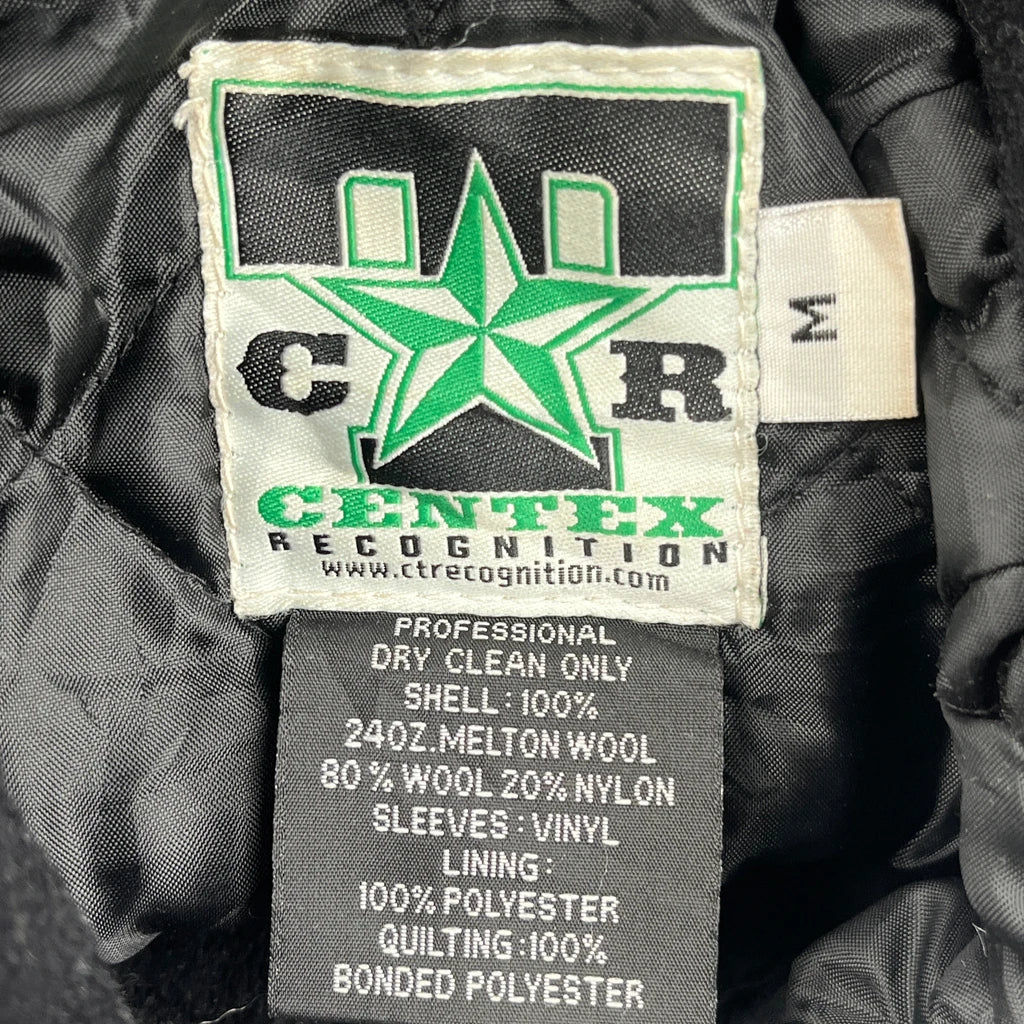 C R
CENTEX
RECOGNITION
www.ctrecognition.com
M
PROFESSIONAL
DRY CLEAN ONLY
SHELL:100%
24OZ.MELTON WOOL
80% WOOL 20% NYLON
SLEEVES:VINYL
LINING:
100% POLYESTER
QUILTING:100%
BONDED POLYESTER